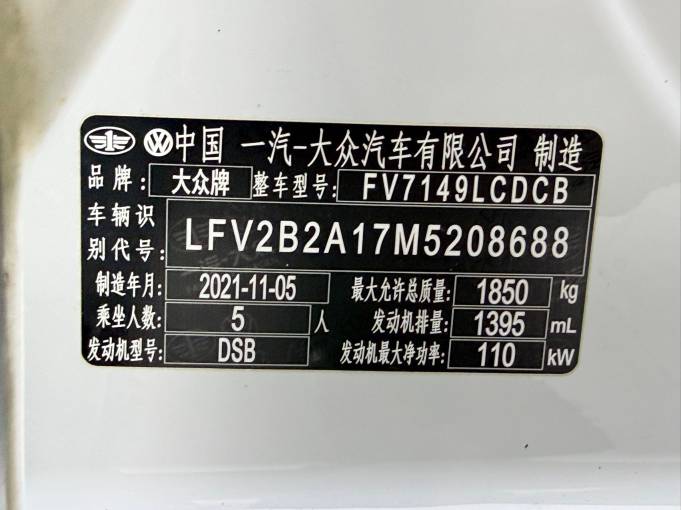 中国 一汽-大众汽车有限公司 制造
品牌: 大众牌 整车型号: FV7149LCDCB
车辆识别代号: LFV2B2A17M5208688
制造年月: 2021-11-05 最大允许总质量: 1850 kg
乘坐人数: 5 人 发动机排量: 1395 mL
发动机型号: DSB 发动机最大净功率: 110 kW